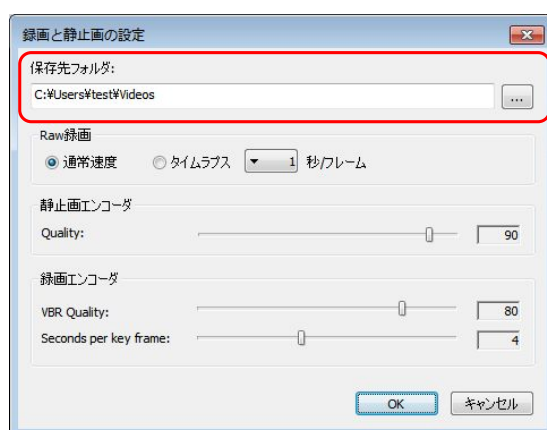 録画と静止画の設定
保存先フォルダ:
C:¥Users¥test¥Videos
...
Raw録画
通常速度 タイムラプス 1 秒/フレーム
静止画エンコーダ
Quality: 90
録画エンコーダ
VBR Quality: 80
Seconds per key frame: 4
OK キャンセル